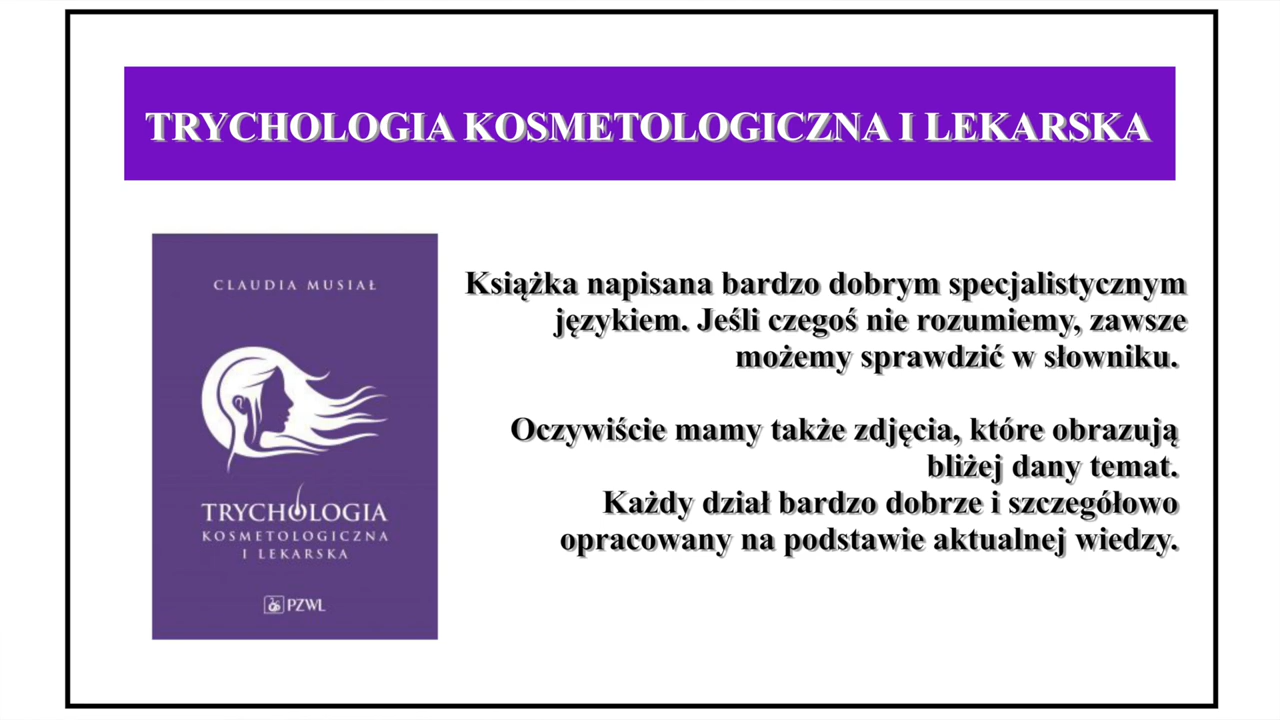 TRYCHOLOGIA KOSMETOLOGICZNA I LEKARSKA
CLAUDIA MUSIAŁ
TRYCHOLOGIA
KOSMETOLOGICZNA
I LEKARSKA
PZWL
Książka napisana bardzo dobrym specjalistycznym
językiem. Jeśli czegoś nie rozumiemy, zawsze
możemy sprawdzić w słowniku.
Oczywiście mamy także zdjęcia, które obrazują
bliżej dany temat.
Każdy dział bardzo dobrze i szczegółowo
opracowany na podstawie aktualnej wiedzy.